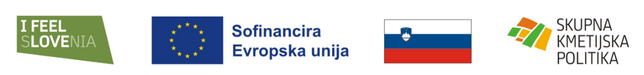 I FEEL
SLOVENIA
Sofinancira
Evropska unija
SKUPNA
KMETIJSKA
POLITIKA